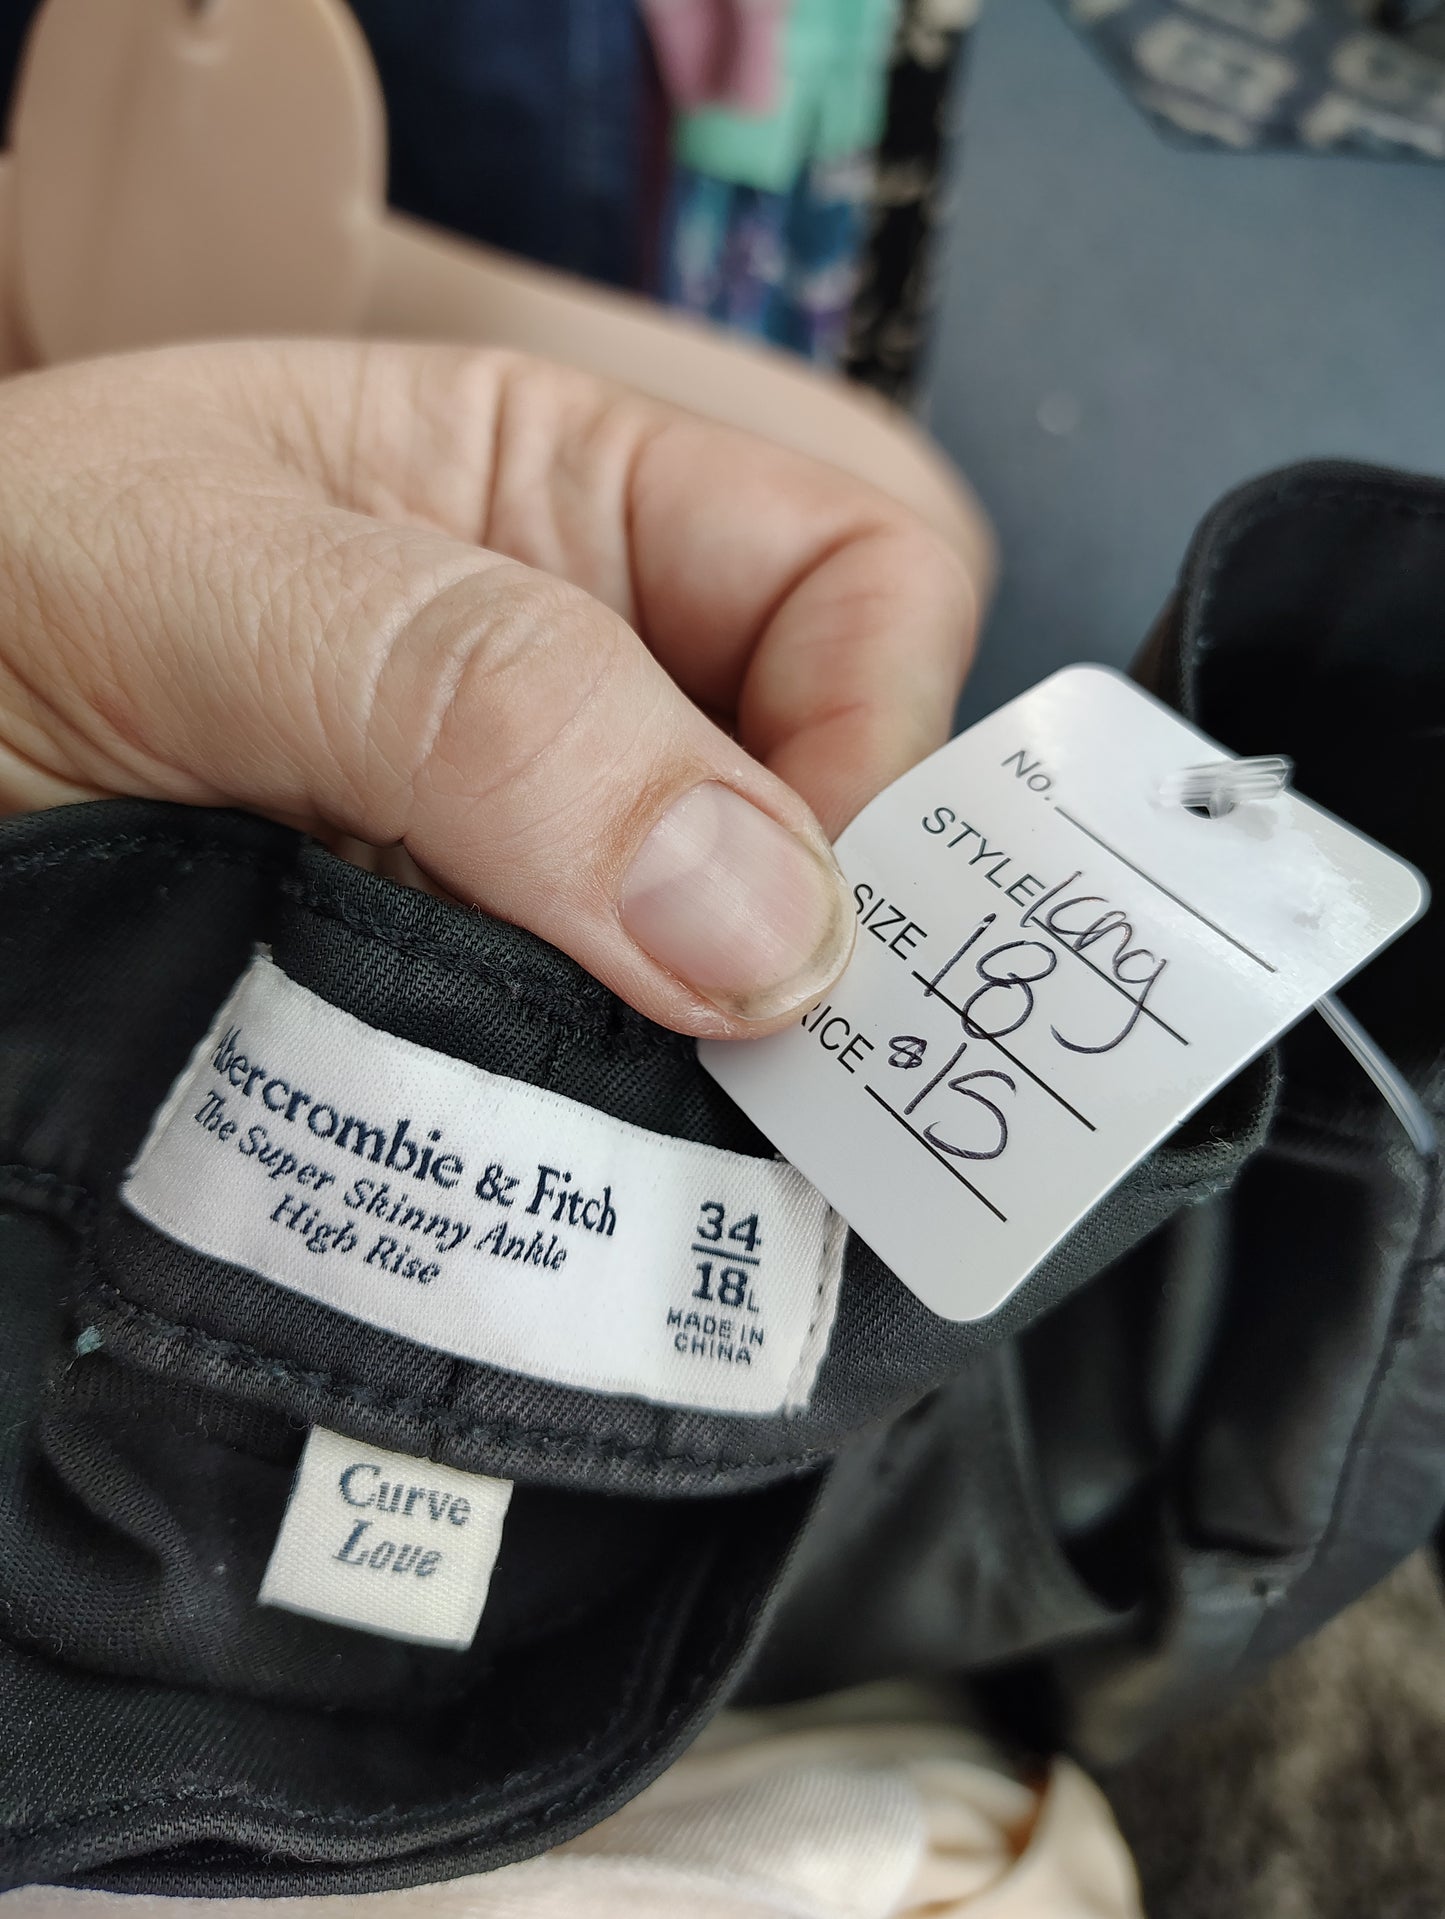 No.
STYLE long
SIZE 18
RICE $15
Abercrombie & Fitch
The Super Skinny Ankle
High Rise
34
18L
MADE IN
CHINA
Curve
Love